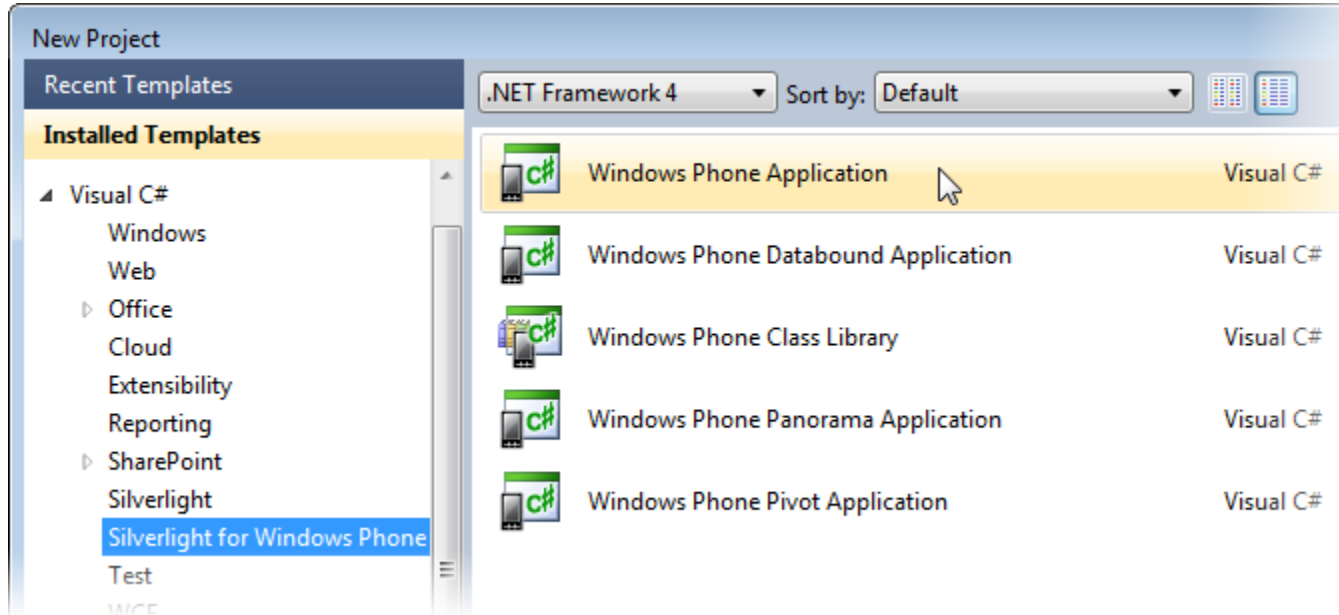 New Project
Recent Templates
Installed Templates
Visual C#
Windows
Web
Office
Cloud
Extensibility
Reporting
SharePoint
Silverlight
Silverlight for Windows Phone
Test
WCF
.NET Framework 4 Sort by: Default
C# Windows Phone Application Visual C#
C# Windows Phone Databound Application Visual C#
C# Windows Phone Class Library Visual C#
C# Windows Phone Panorama Application Visual C#
C# Windows Phone Pivot Application Visual C#